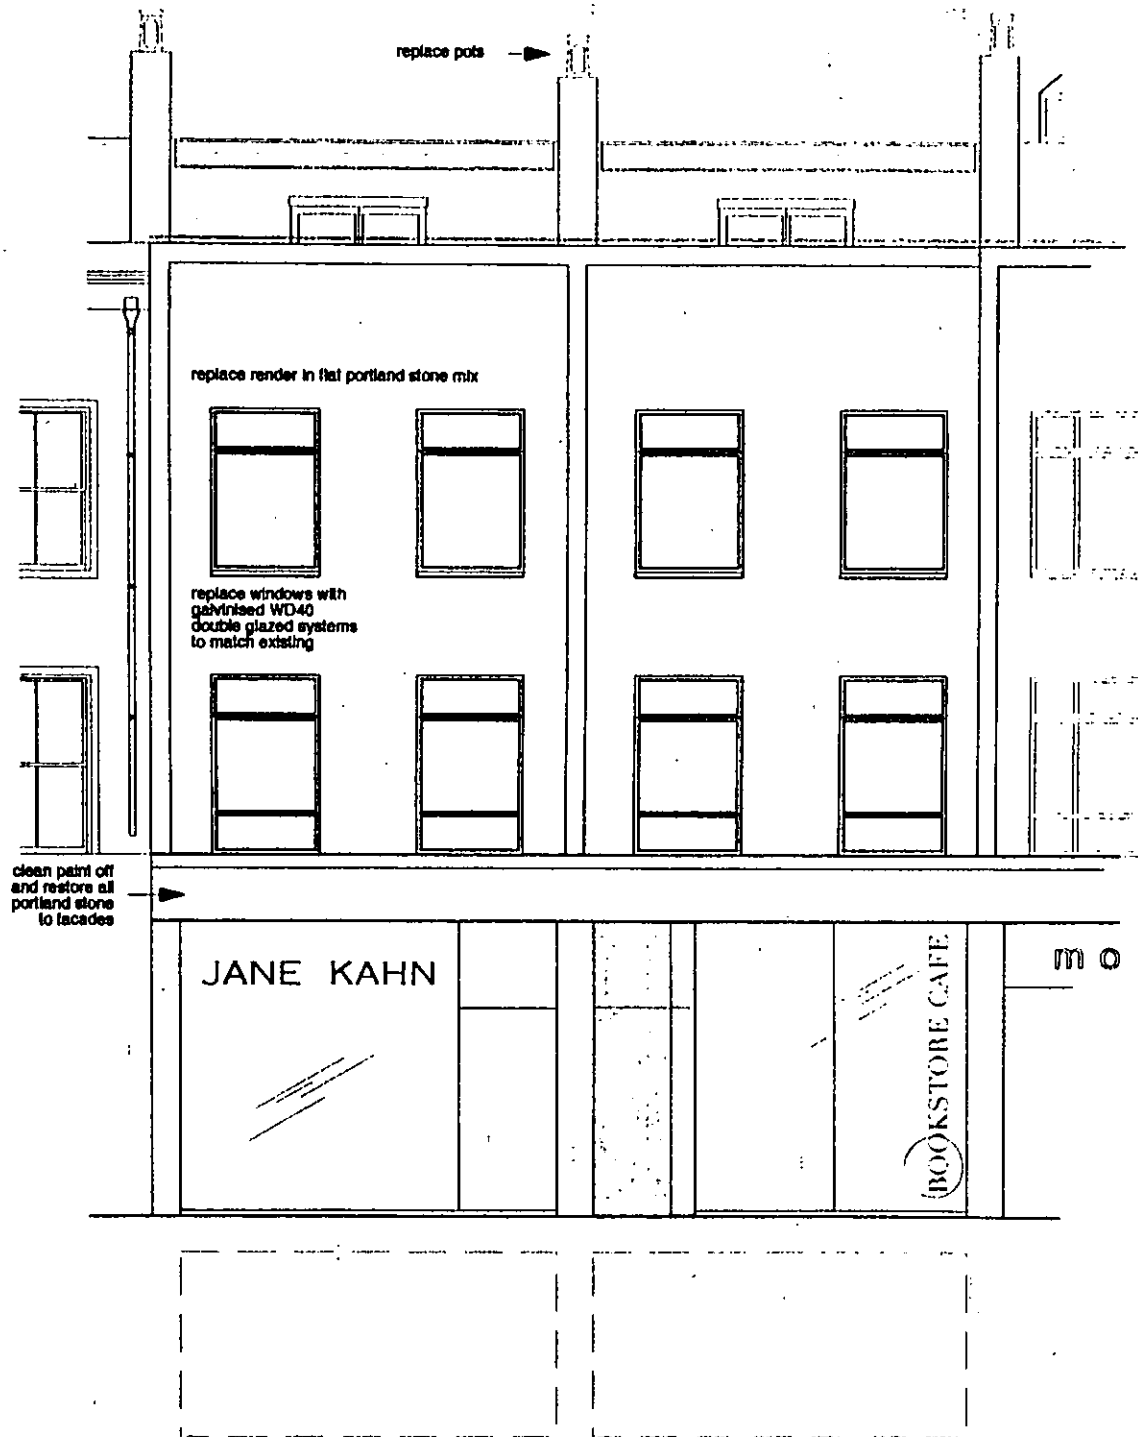 replace pots
replace render in flat portland stone mix
replace windows with
galvinised WD40
double glazed systems
to match existing
clean paint off
and restore all
portland stone
to facades
JANE KAHN
BOOKSTORE CAFE
m o